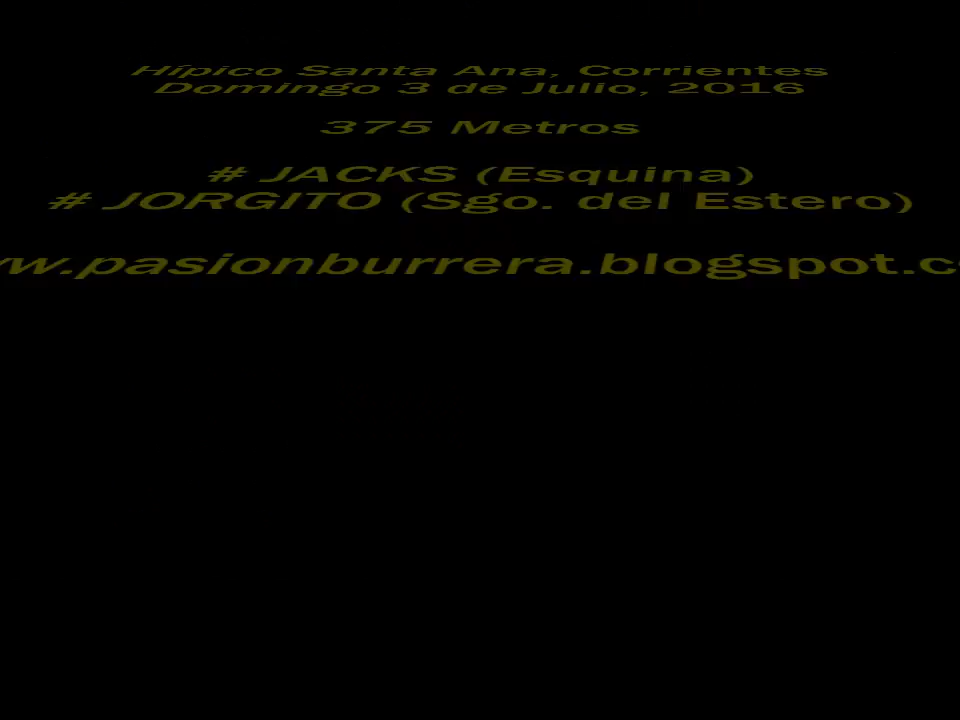 Hípico Santa Ana, Corrientes
Domingo 3 de Julio, 2016
375 Metros
# JACKS (Esquina)
# JORGITO (Sgo. del Estero)
w.pasionburrera.blogspot.c